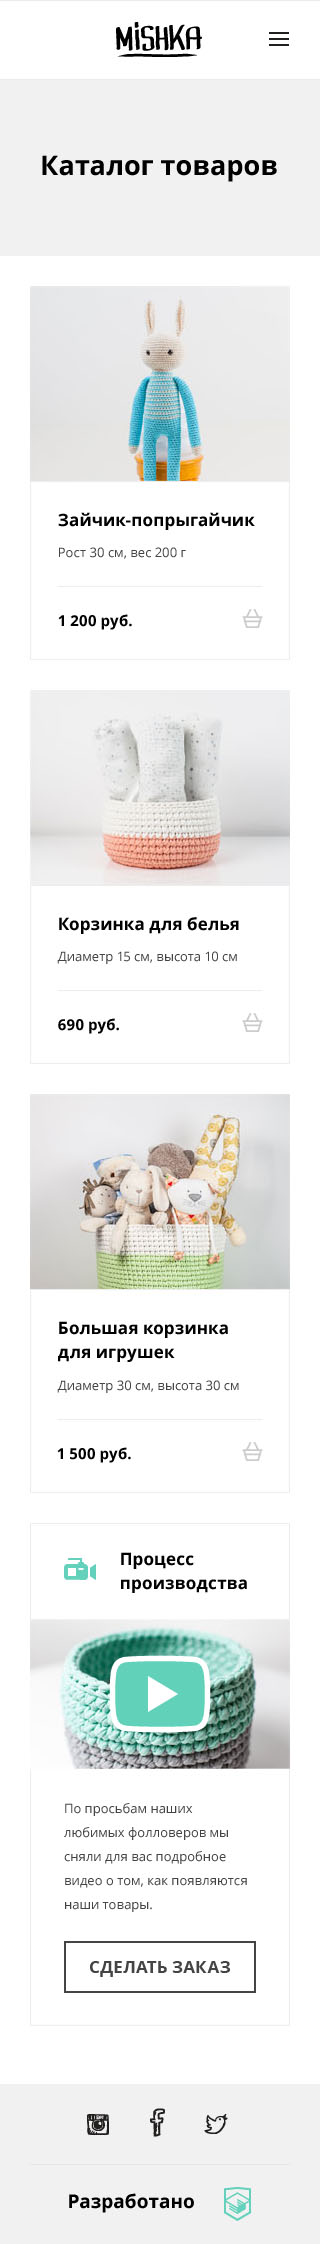 MiSHKA
Каталог товаров
Зайчик-попрыгайчик
Рост 30 см, вес 200 г
1 200 руб.
Корзинка для белья
Диаметр 15 см, высота 10 см
690 руб.
Большая корзинка
для игрушек
Диаметр 30 см, высота 30 см
1 500 руб.
Процесс
производства
По просьбам наших
любимых фолловеров мы
сняли для вас подробное
видео о том, как появляются
наши товары.
СДЕЛАТЬ ЗАКАЗ
Разработано